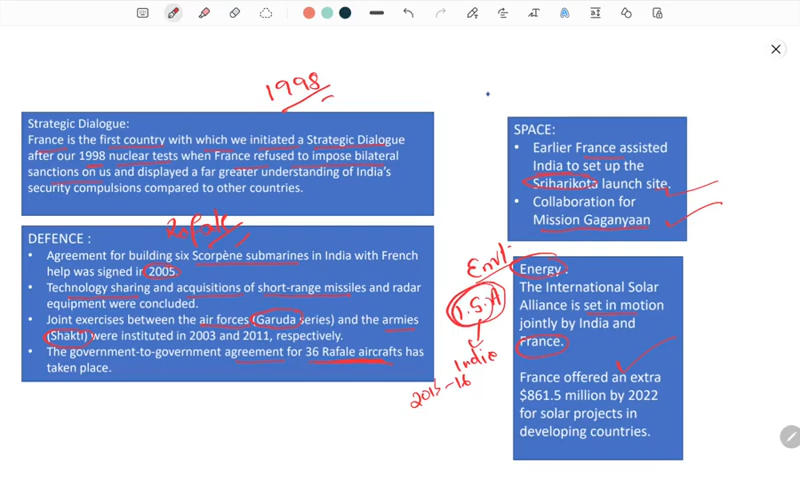 1998
Strategic Dialogue:
France is the first country with which we initiated a Strategic Dialogue
after our 1998 nuclear tests when France refused to impose bilateral
sanctions on us and displayed a far greater understanding of India's
security compulsions compared to other countries.
Rafale
DEFENCE :
• Agreement for building six Scorpène submarines in India with French
help was signed in 2005.
• Technology sharing and acquisitions of short-range missiles and radar
equipment were concluded.
• Joint exercises between the air forces (Garuda series) and the armies
(Shakti) were instituted in 2003 and 2011, respectively.
• The government-to-government agreement for 36 Rafale aircrafts has
taken place.
SPACE:
• Earlier France assisted
India to set up the
Sriharikota launch site.
• Collaboration for
Mission Gaganyaan
Envt.
I.S.A
India
2015-16
Energy:
The International Solar
Alliance is set in motion
jointly by India and
France.
France offered an extra
$861.5 million by 2022
for solar projects in
developing countries.